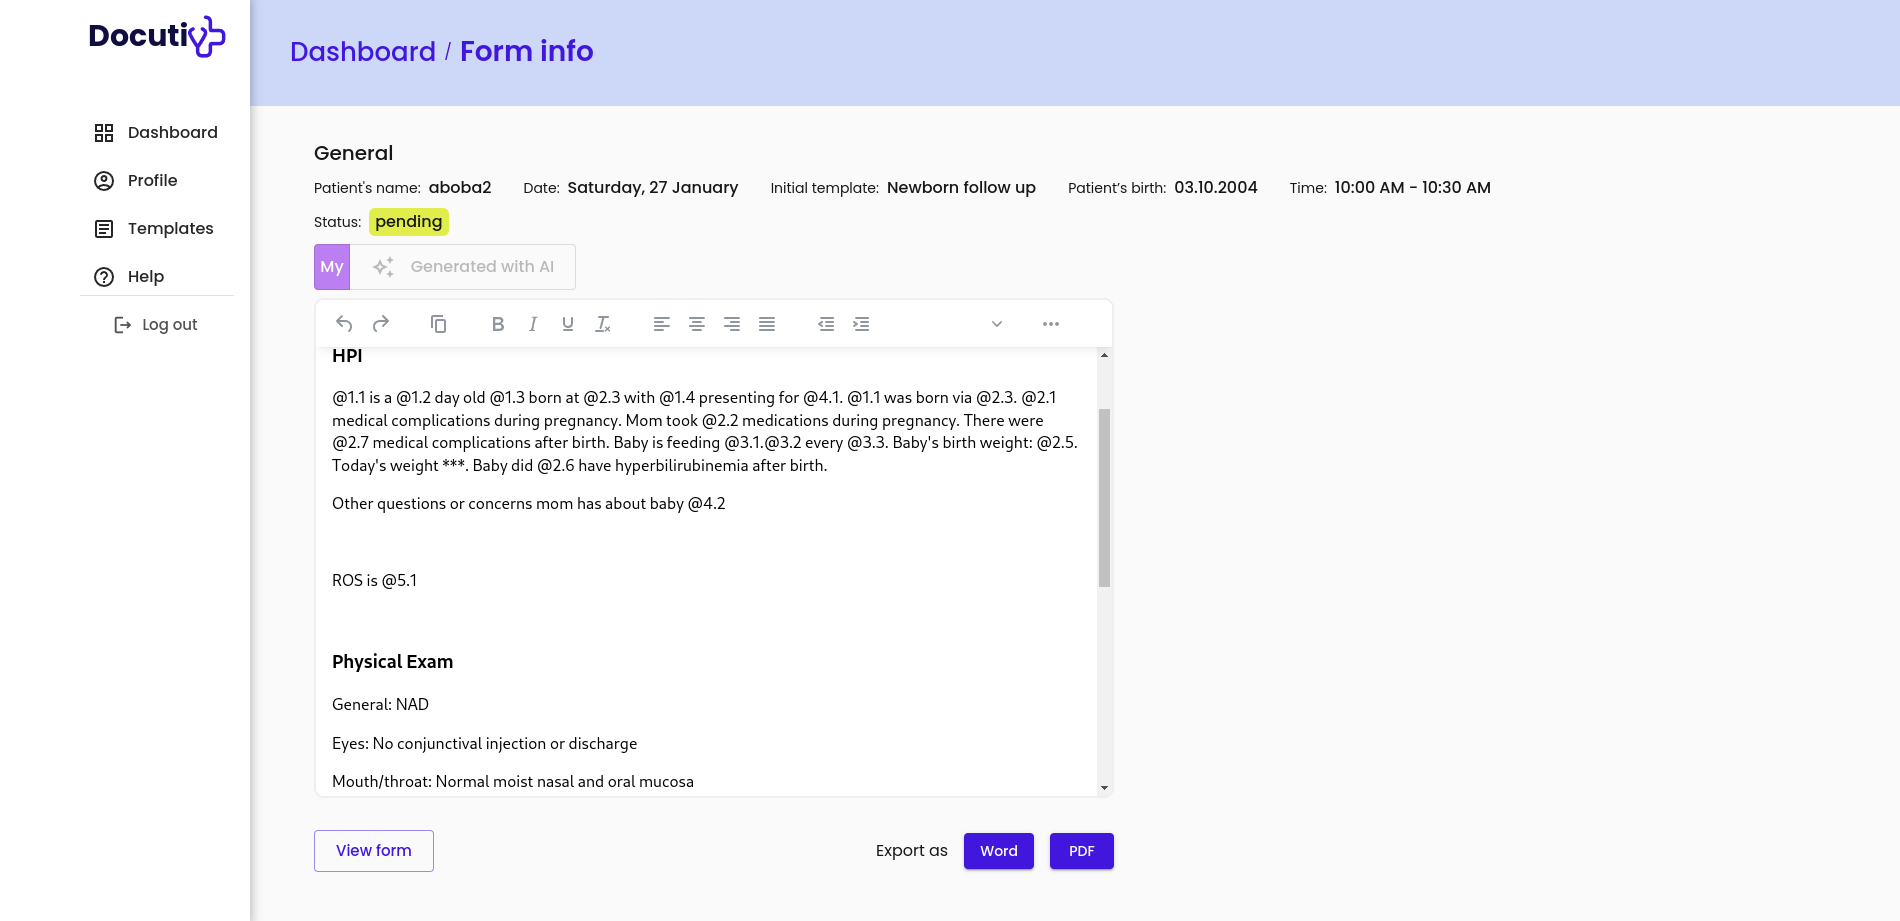 Docuti
Dashboard / Form info
Dashboard
Profile
Templates
Help
Log out
General
Patient's name: aboba2 Date: Saturday, 27 January Initial template: Newborn follow up Patient's birth: 03.10.2004 Time: 10:00 AM - 10:30 AM
Status: pending
My Generated with AI
HPI
@1.1 is a @1.2 day old @1.3 born at @2.3 with @1.4 presenting for @4.1. @1.1 was born via @2.3. @2.1
medical complications during pregnancy. Mom took @2.2 medications during pregnancy. There were
@2.7 medical complications after birth. Baby is feeding @3.1.@3.2 every @3.3. Baby's birth weight: @2.5.
Today's weight ***. Baby did @2.6 have hyperbilirubinemia after birth.
Other questions or concerns mom has about baby @4.2
ROS is @5.1
Physical Exam
General: NAD
Eyes: No conjunctival injection or discharge
Mouth/throat: Normal moist nasal and oral mucosa
View form
Export as Word PDF